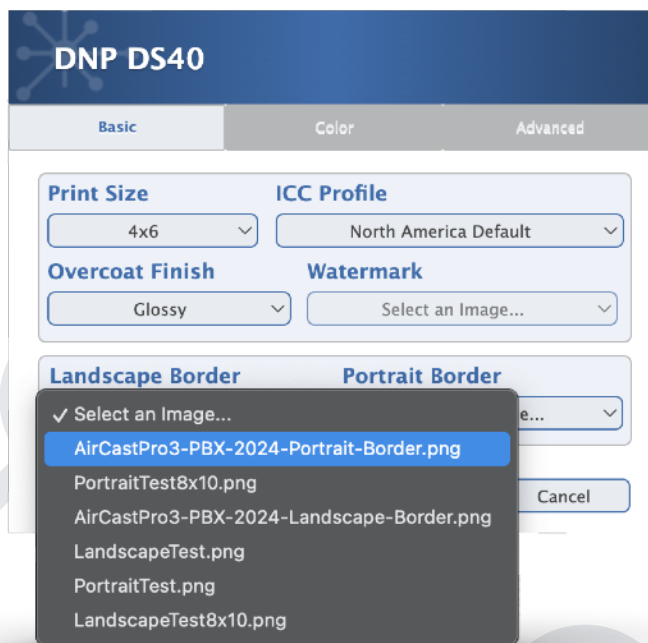 DNP DS40
Basic Color Advanced
Print Size ICC Profile
4x6 North America Default
Overcoat Finish Watermark
Glossy Select an Image...
Landscape Border Portrait Border
✓ Select an Image...
e...
AirCastPro3-PBX-2024-Portrait-Border.png
PortraitTest8x10.png
AirCastPro3-PBX-2024-Landscape-Border.png
Cancel
LandscapeTest.png
PortraitTest.png
LandscapeTest8x10.png